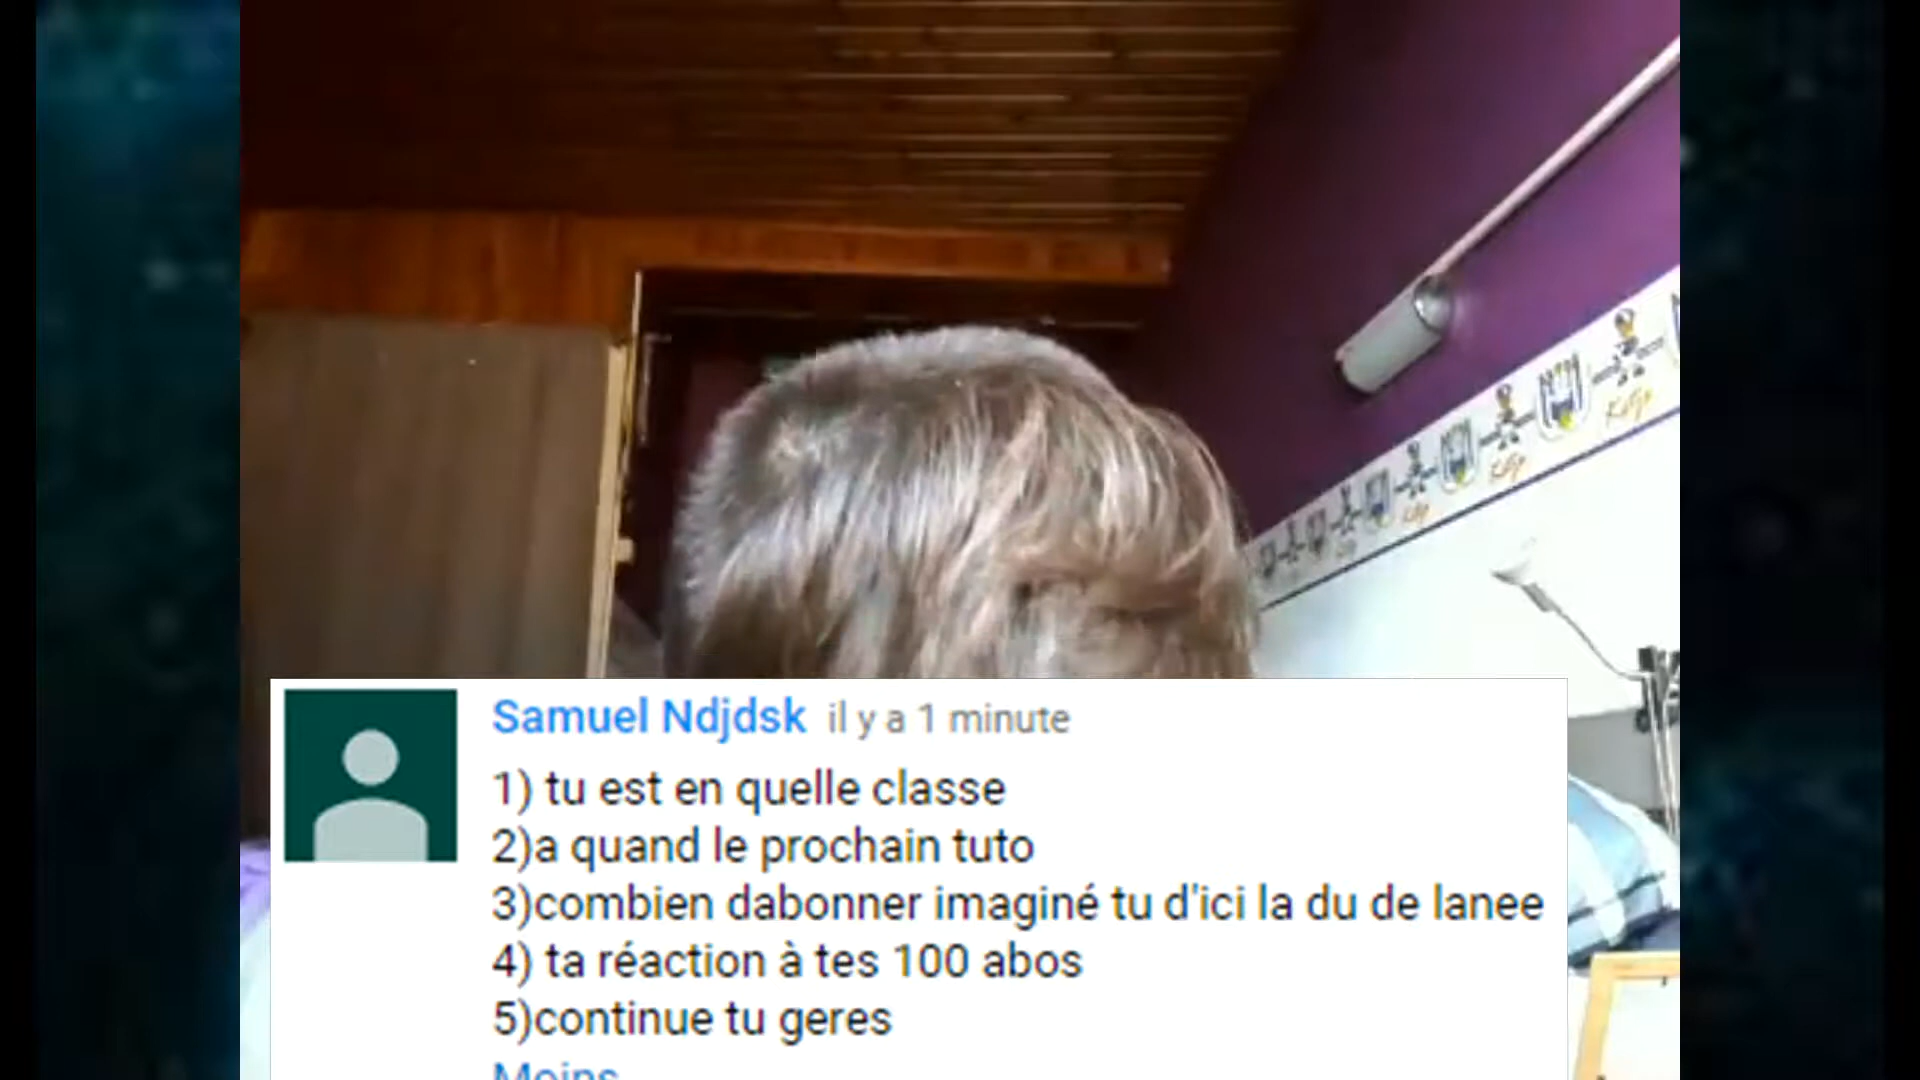 Samuel Ndjdsk il y a 1 minute
1) tu est en quelle classe
2)a quand le prochain tuto
3)combien dabonner imaginé tu d'ici la du de lanee
4) ta réaction à tes 100 abos
5)continue tu geres
Moins